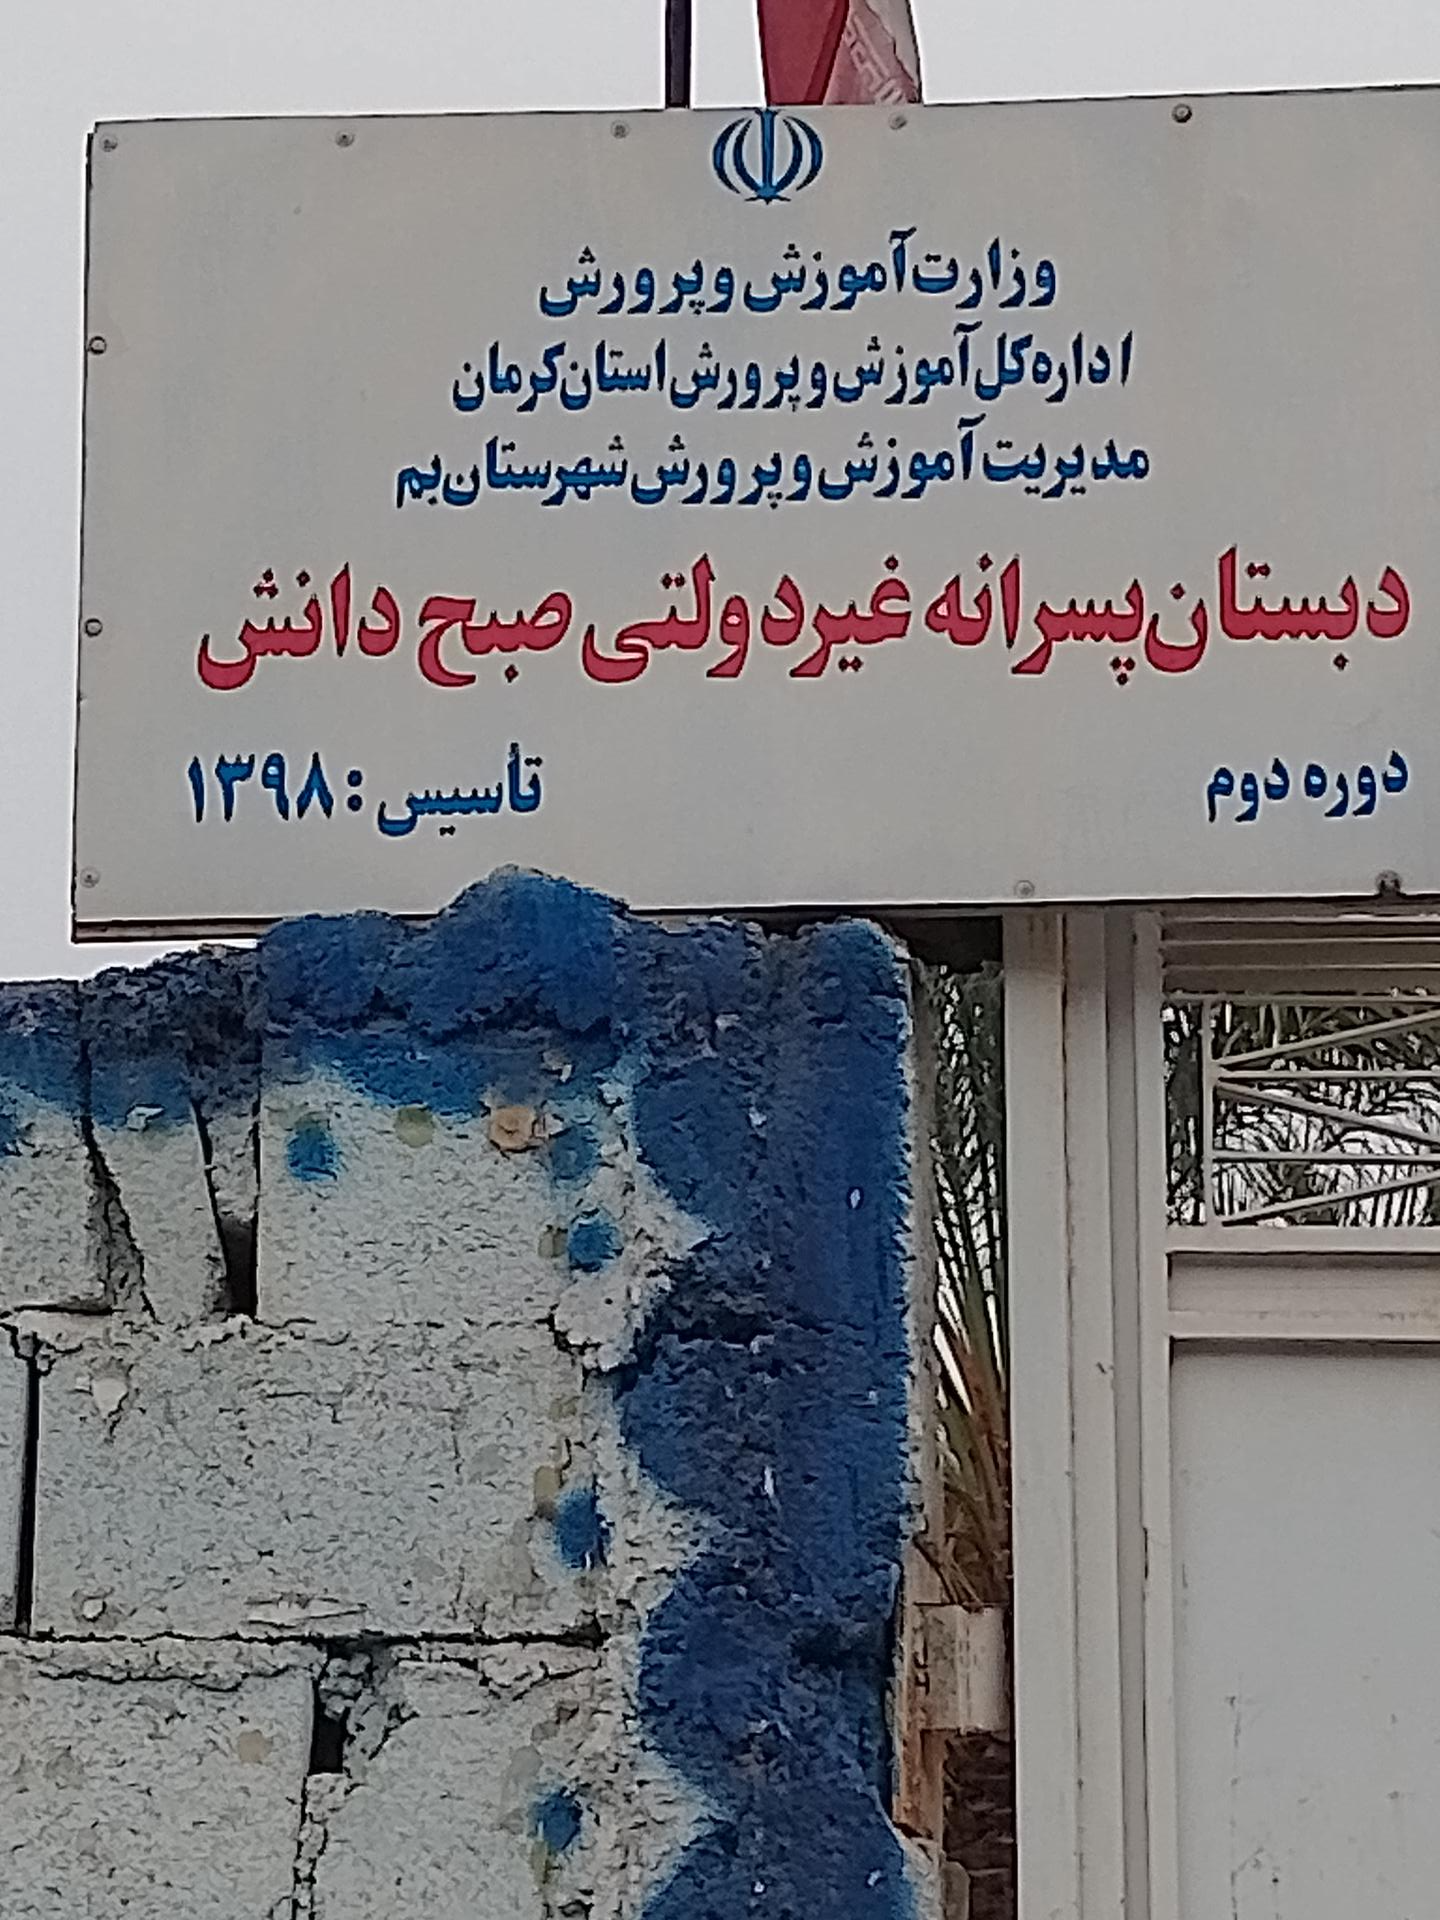 وزارت آموزش و پرورش
اداره کل آموزش و پرورش استان کرمان
مدیریت آموزش و پرورش شهرستان بم
دبستان پسرانه غیردولتی صبح دانش
دوره دوم تأسیس : ۱۳۹۸